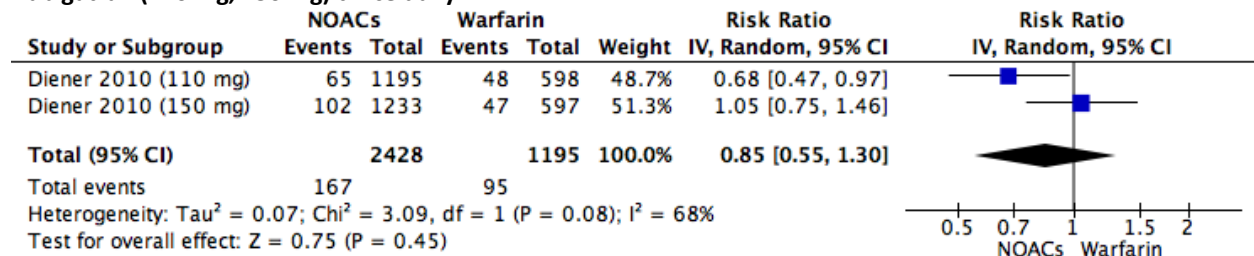 NOACs Warfarin Risk Ratio Risk Ratio
Study or Subgroup Events Total Events Total Weight IV, Random, 95% CI IV, Random, 95% CI
Diener 2010 (110 mg) 65 1195 48 598 48.7% 0.68 [0.47, 0.97]
Diener 2010 (150 mg) 102 1233 47 597 51.3% 1.05 [0.75, 1.46]
Total (95% CI) 2428 1195 100.0% 0.85 [0.55, 1.30]
Total events 167 95
Heterogeneity: Tau² = 0.07; Chi² = 3.09, df = 1 (P = 0.08); I² = 68%
Test for overall effect: Z = 0.75 (P = 0.45)
0.5 0.7 1 1.5 2
NOACs Warfarin